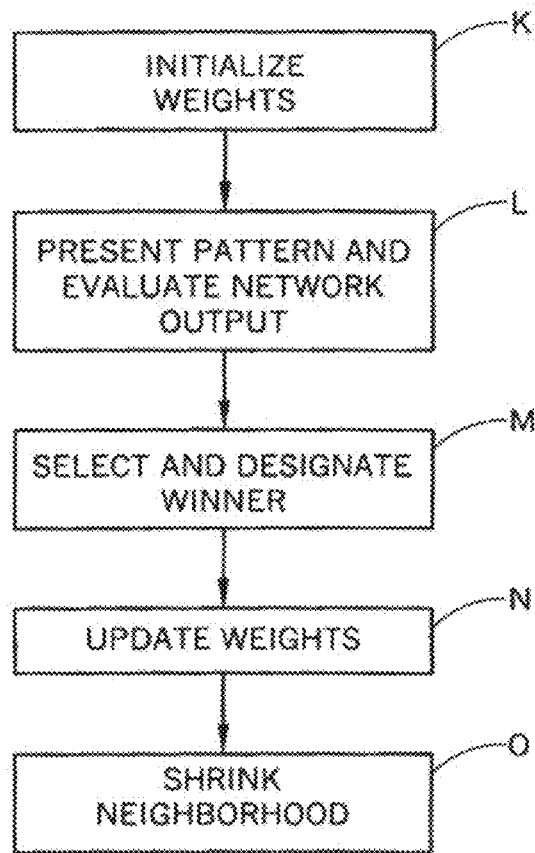 K
INITIALIZE
WEIGHTS
L
PRESENT PATTERN AND
EVALUATE NETWORK
OUTPUT
M
SELECT AND DESIGNATE
WINNER
N
UPDATE WEIGHTS
O
SHRINK
NEIGHBORHOOD